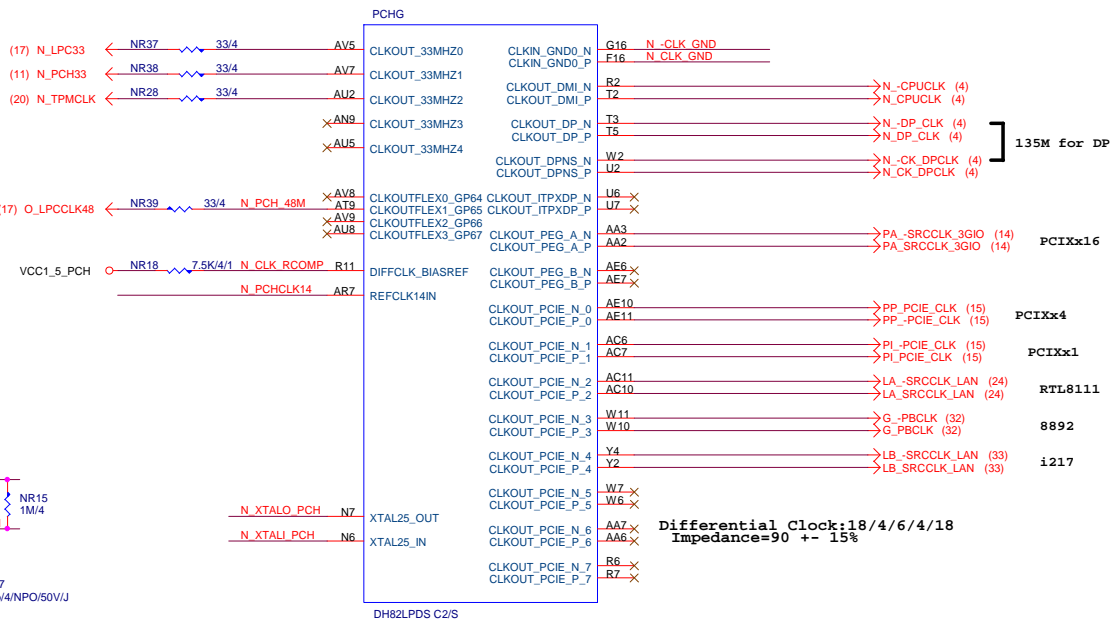 PCHG
(17) N_LPC33 NR37 33/4 AV5 CLKOUT_33MHZ0
(11) N_PCH33 NR38 33/4 AV7 CLKOUT_33MHZ1
(20) N_TPMCLK NR28 33/4 AU2 CLKOUT_33MHZ2
AN9 CLKOUT_33MHZ3
AU5 CLKOUT_33MHZ4
AV8 CLKOUTFLEX0_GP64
(17) O_LPCCLK48 NR39 33/4 N_PCH_48M AT9 CLKOUTFLEX1_GP65
AV9 CLKOUTFLEX2_GP66
AU8 CLKOUTFLEX3_GP67
VCC1_5_PCH NR18 7.5K/4/1 N_CLK_RCOMP R11 DIFFCLK_BIASREF
N_PCHCLK14 AR7 REFCLK14IN
NR15
1M/4
N_XTALO_PCH N7 XTAL25_OUT
N_XTALI_PCH N6 XTAL25_IN
7
/4/NPO/50V/J
CLKIN_GND0_N G16 N_-CLK_GND
CLKIN_GND0_P F16 N_CLK_GND
CLKOUT_DMI_N R2 N_-CPUCLK (4)
CLKOUT_DMI_P T2 N_CPUCLK (4)
CLKOUT_DP_N T3 N_-DP_CLK (4)
CLKOUT_DP_P T5 N_DP_CLK (4)
135M for DP
CLKOUT_DPNS_N W2 N_-CK_DPCLK (4)
CLKOUT_DPNS_P U2 N_CK_DPCLK (4)
CLKOUT_ITPXDP_N U6
CLKOUT_ITPXDP_P U7
CLKOUT_PEG_A_N AA3 PA_-SRCCLK_3GIO (14)
CLKOUT_PEG_A_P AA2 PA_SRCCLK_3GIO (14)
PCIXx16
CLKOUT_PEG_B_N AE6
CLKOUT_PEG_B_P AE7
CLKOUT_PCIE_N_0 AE10 PP_PCIE_CLK (15)
CLKOUT_PCIE_P_0 AE11 PP_-PCIE_CLK (15)
PCIXx4
CLKOUT_PCIE_N_1 AC6 PI_-PCIE_CLK (15)
CLKOUT_PCIE_P_1 AC7 PI_PCIE_CLK (15)
PCIXx1
CLKOUT_PCIE_N_2 AC11 LA_-SRCCLK_LAN (24)
CLKOUT_PCIE_P_2 AC10 LA_SRCCLK_LAN (24)
RTL8111
CLKOUT_PCIE_N_3 W11 G_-PBCLK (32)
CLKOUT_PCIE_P_3 W10 G_PBCLK (32)
8892
CLKOUT_PCIE_N_4 Y4 LB_-SRCCLK_LAN (33)
CLKOUT_PCIE_P_4 Y2 LB_SRCCLK_LAN (33)
i217
CLKOUT_PCIE_N_5 W7
CLKOUT_PCIE_P_5 W6
CLKOUT_PCIE_N_6 AA7
CLKOUT_PCIE_P_6 AA6
Differential Clock:18/4/6/4/18
Impedance=90 +- 15%
CLKOUT_PCIE_N_7 R6
CLKOUT_PCIE_P_7 R7
DH82LPDS C2/S